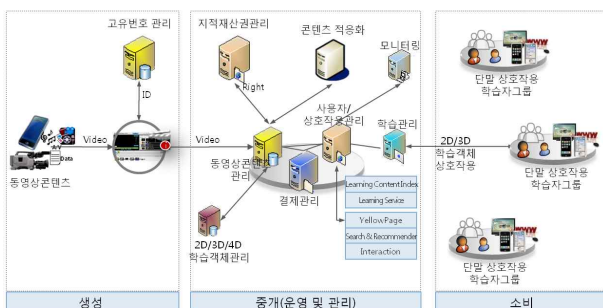 고유번호 관리
ID
Video
Data
동영상콘텐츠
생성
지적재산권관리
콘텐츠 적응화
모니터링
Right
사용자/
상호작용관리
학습관리
Video
동영상콘텐츠
관리
결제관리
2D/3D/4D
학습객체관리
Learning ContentIndex
Learning Service
YellowPage
Search & Recommender
Interaction
중개(운영 및 관리)
2D/3D
학습객체
상호작용
WWW
단말 상호작용
학습자그룹
WWW
단말 상호작용
학습자그룹
WWW
단말 상호작용
학습자그룹
소비